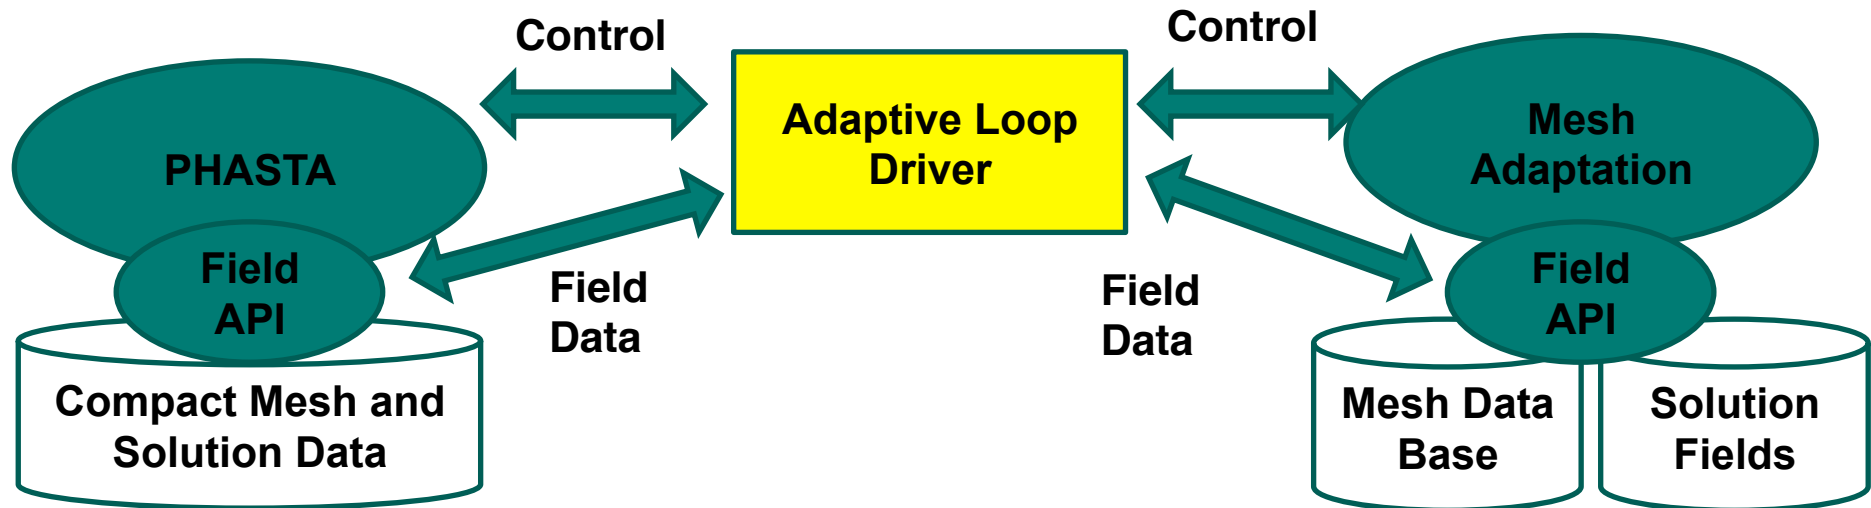 Control
Control
Adaptive Loop
Driver
PHASTA
Mesh
Adaptation
Field
API
Field
Data
Field
Data
Field
API
Compact Mesh and
Solution Data
Mesh Data
Base
Solution
Fields